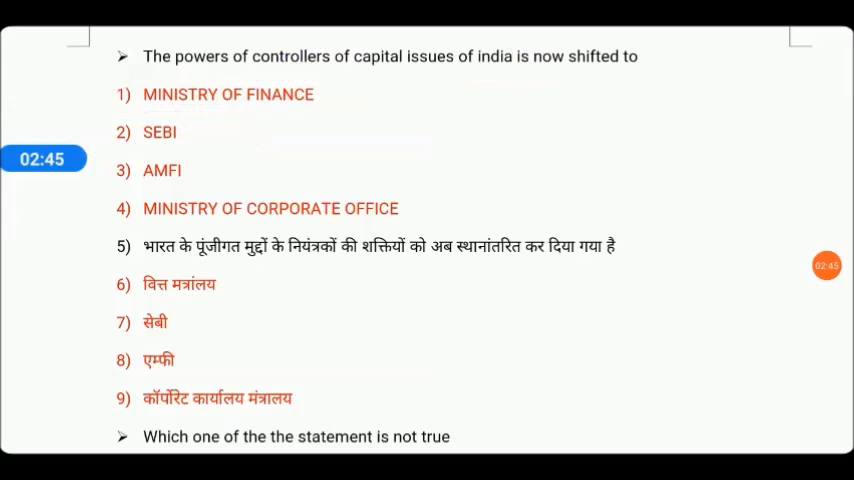 ➢ The powers of controllers of capital issues of india is now shifted to
1) MINISTRY OF FINANCE
2) SEBI
02:45
3) AMFI
4) MINISTRY OF CORPORATE OFFICE
5) भारत के पूंजीगत मुद्दों के नियंत्रकों की शक्तियों को अब स्थानांतरित कर दिया गया है
02:45
6) वित्त मत्रांलय
7) सेबी
8) एम्फी
9) कॉर्पोरेट कार्यालय मंत्रालय
➢ Which one of the the statement is not true